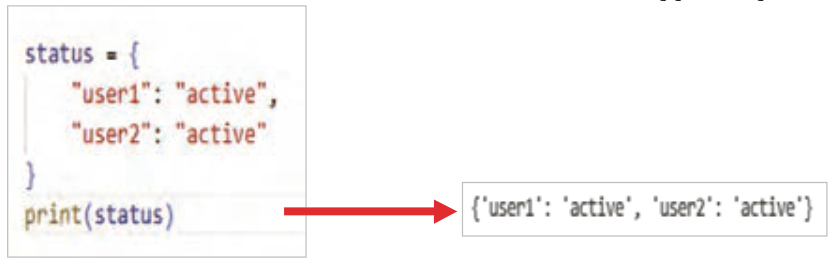 status = {
"user1": "active",
"user2": "active"
}
print(status)
{'user1': 'active', 'user2': 'active'}